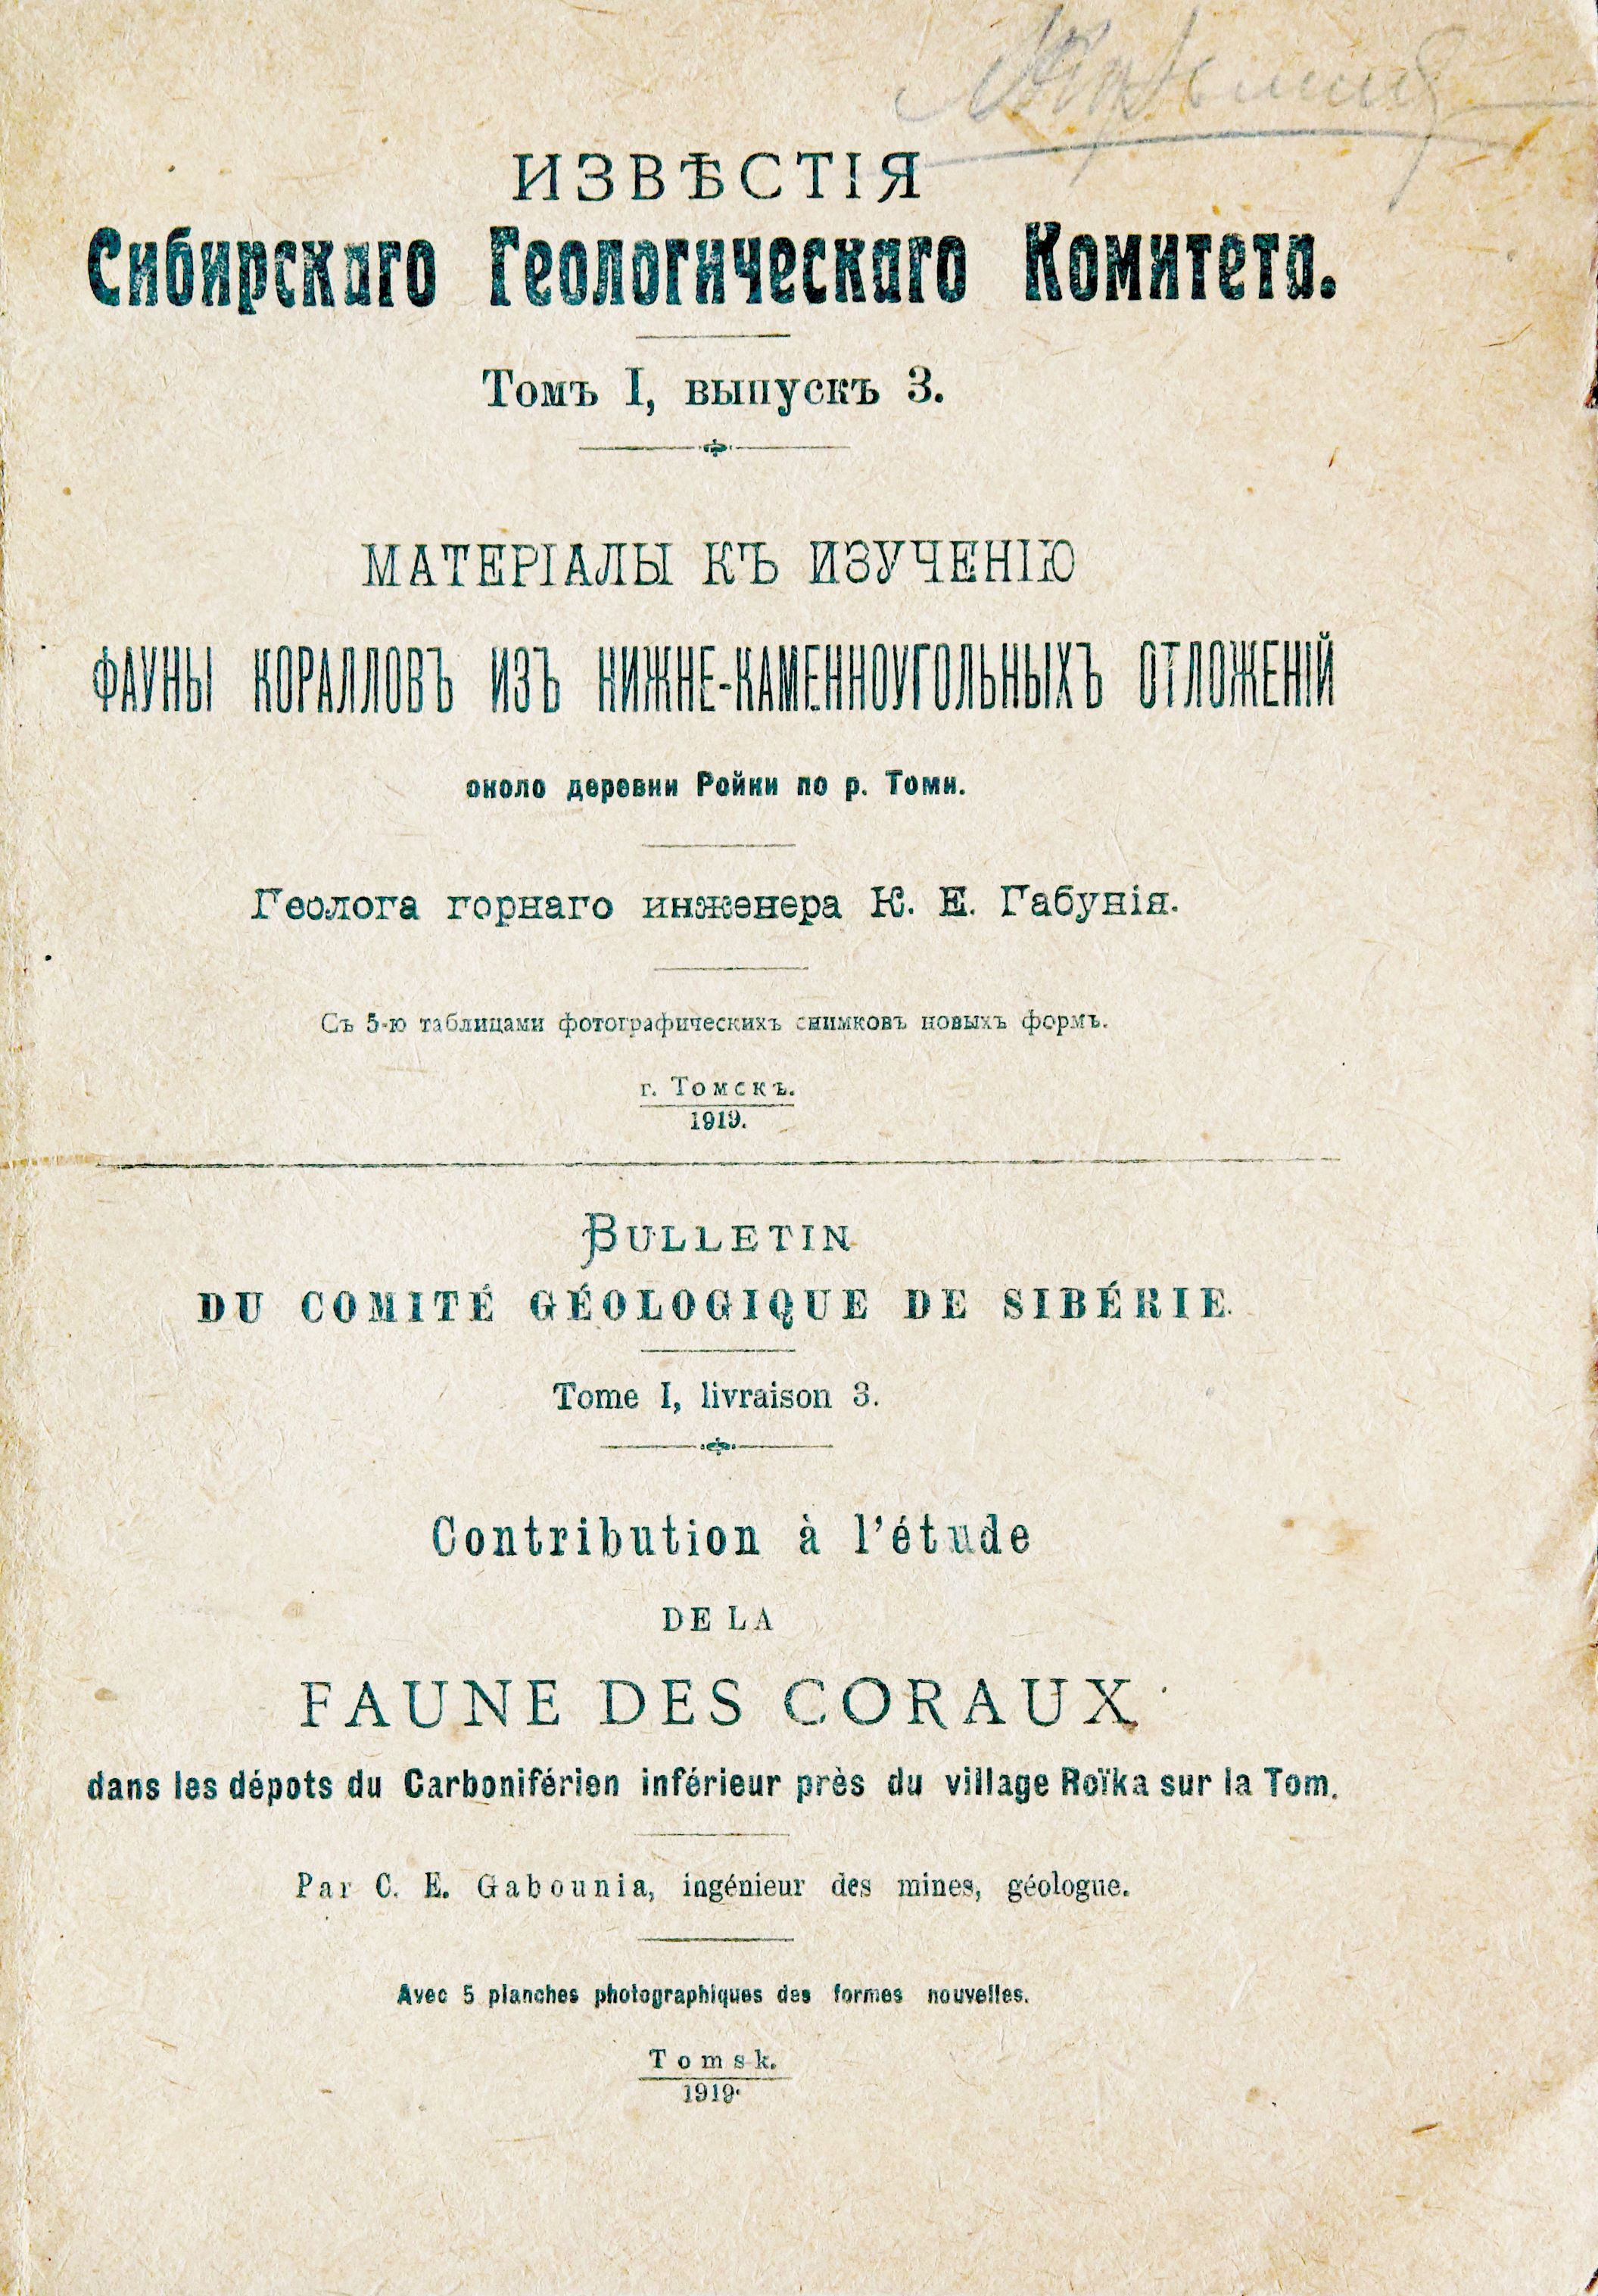 ИЗВѢСТІЯ
Сибирскаго Геологическаго Комитета.
Томъ I, выпускъ 3.
МАТЕРІАЛЫ КЪ ИЗУЧЕНІЮ
ФАУНЫ КОРАЛЛОВЪ ИЗЪ НИЖНЕ-КАМЕННОУГОЛЬНЫХЪ ОТЛОЖЕНІЙ
около деревни Ройки по р. Томи.
Геолога горнаго инженера К. Е. Габунія.
Съ 5-ю таблицами фотографическихъ снимковъ новыхъ формъ.
г. Томскъ.
1919.
BULLETIN
DU COMITÉ GÉOLOGIQUE DE SIBÉRIE.
Tome I, livraison 3.
Contribution à l'étude
DE LA
FAUNE DES CORAUX
dans les dépots du Carboniférien inférieur près du village Roïka sur la Tom.
Par C. E. Gabounia, ingénieur des mines, géologue.
Avec 5 planches photographiques des formes nouvelles.
Tomsk.
1919.